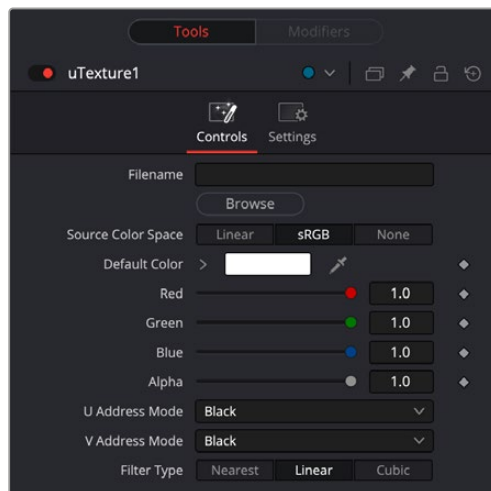 Tools Modifiers
uTexture1
Controls Settings
Filename
Browse
Source Color Space Linear sRGB None
Default Color
Red 1.0
Green 1.0
Blue 1.0
Alpha 1.0
U Address Mode Black
V Address Mode Black
Filter Type Nearest Linear Cubic